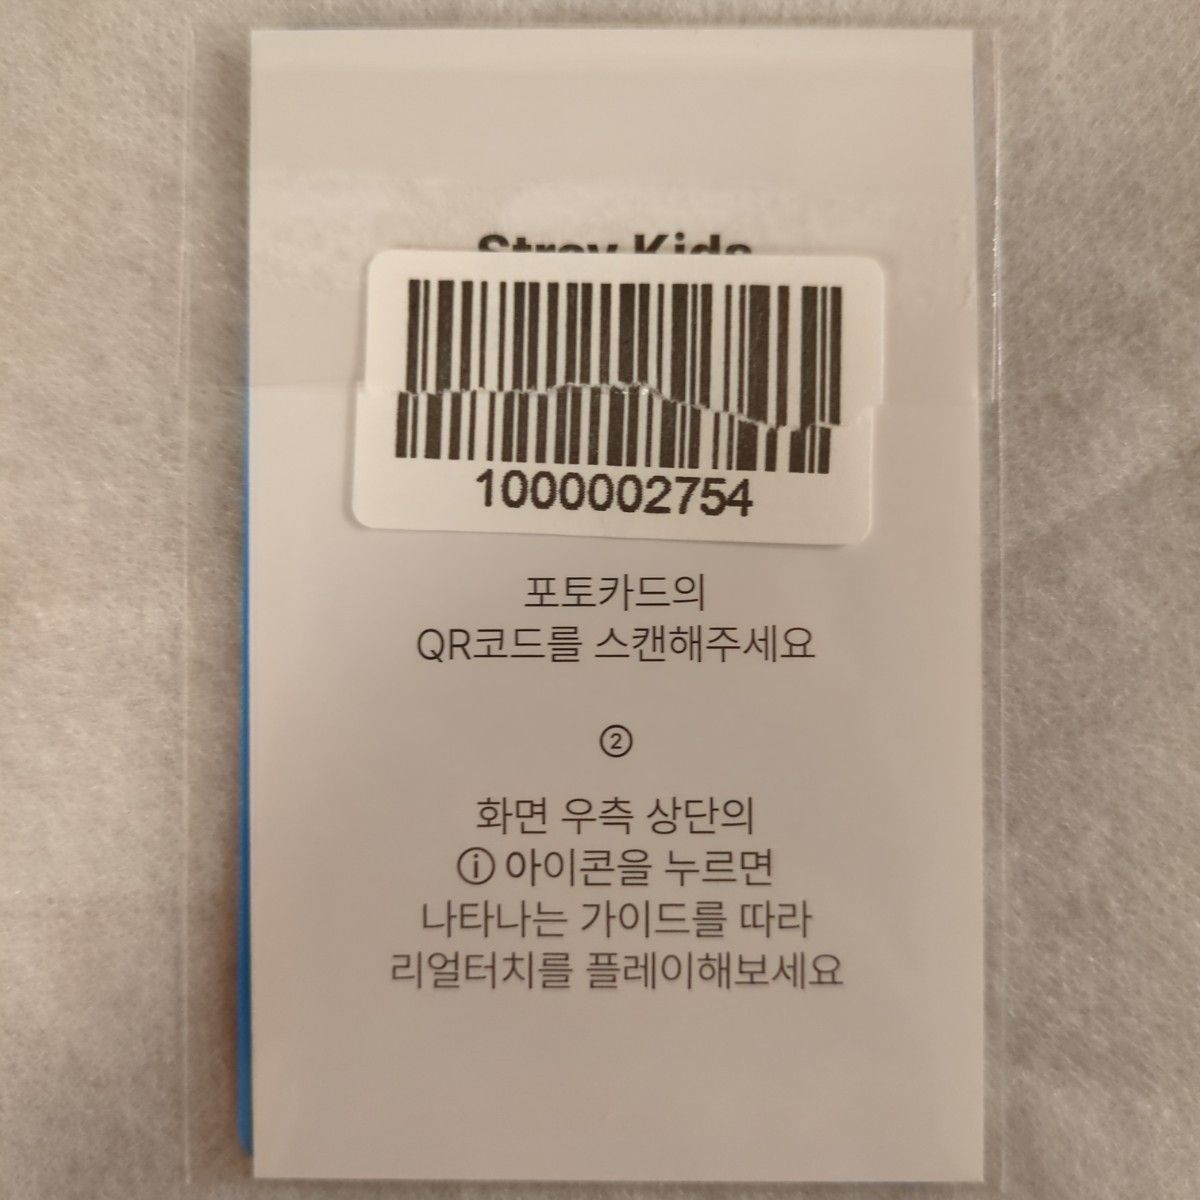 Stray Kids
1000002754
포토카드의
QR코드를 스캔해주세요
②
화면 우측 상단의
ⓘ 아이콘을 누르면
나타나는 가이드를 따라
리얼터치를 플레이해보세요